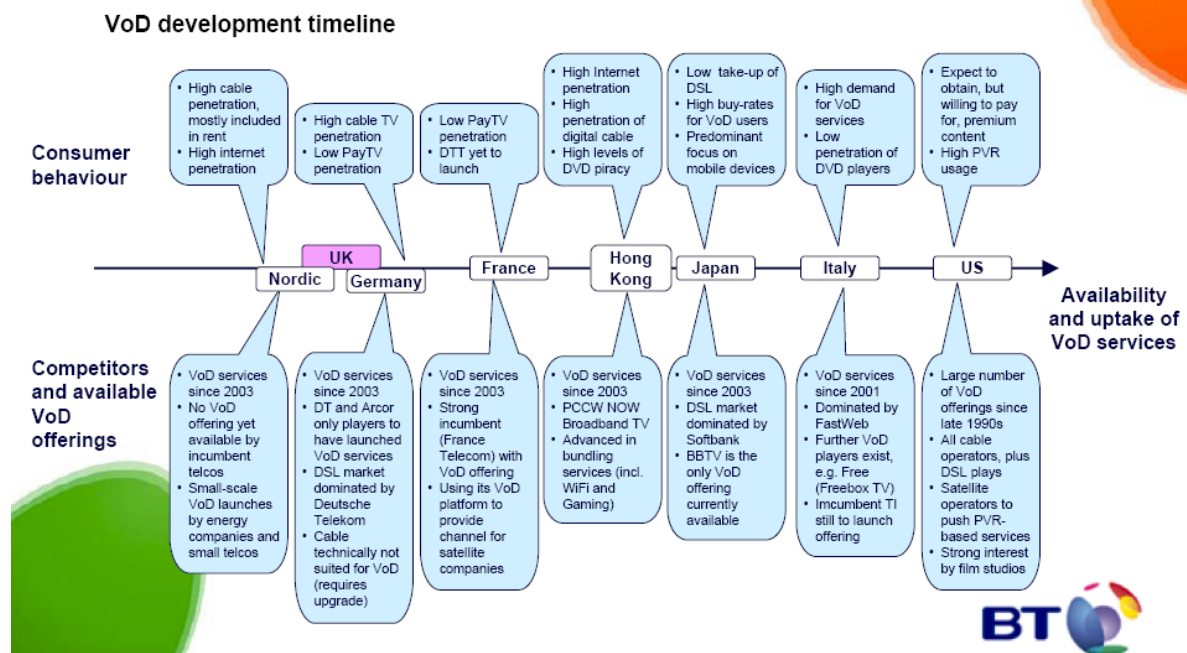 VoD development timeline
Consumer
behaviour
• High cable
penetration,
mostly included
in rent
• High internet
penetration
• High cable TV
penetration
• Low PayTV
penetration
• Low PayTV
penetration
• DTT yet to
launch
• High Internet
penetration
• High
penetration of
digital cable
• High levels of
DVD piracy
• Low take-up of
DSL
• High buy-rates
for VoD users
• Predominant
focus on
mobile devices
• High demand
for VoD
services
• Low
penetration of
DVD players
• Expect to
obtain, but
willing to pay
for, premium
content
• High PVR
usage
Nordic
UK
Germany
France
Hong
Kong
Japan
Italy
US
Availability
and uptake of
VoD services
Competitors
and available
VoD
offerings
• VoD services
since 2003
• No VoD
offering yet
available by
incumbent
telcos
• Small-scale
VoD launches
by energy
companies and
small telcos
• VoD services
since 2003
• DT and Arcor
only players to
have launched
VoD services
• DSL market
dominated by
Deutsche
Telekom
• Cable
technically not
suited for VoD
(requires
upgrade)
• VoD services
since 2003
• Strong
incumbent
(France
Telecom) with
VoD offering
• Using its VoD
platform to
provide
channel for
satellite
companies
• VoD services
since 2003
• PCCW NOW
Broadband TV
• Advanced in
bundling
services (incl.
WiFi and
Gaming)
• VoD services
since 2003
• DSL market
dominated by
Softbank
• BBTV is the
only VoD
offering
currently
available
• VoD services
since 2001
• Dominated by
FastWeb
• Further VoD
players exist,
e.g. Free
(Freebox TV)
• Imcumbent TI
still to launch
offering
• Large number
of VoD
offerings since
late 1990s
• All cable
operators, plus
DSL plays
• Satellite
operators to
push PVR-
based services
• Strong interest
by film studios
BT